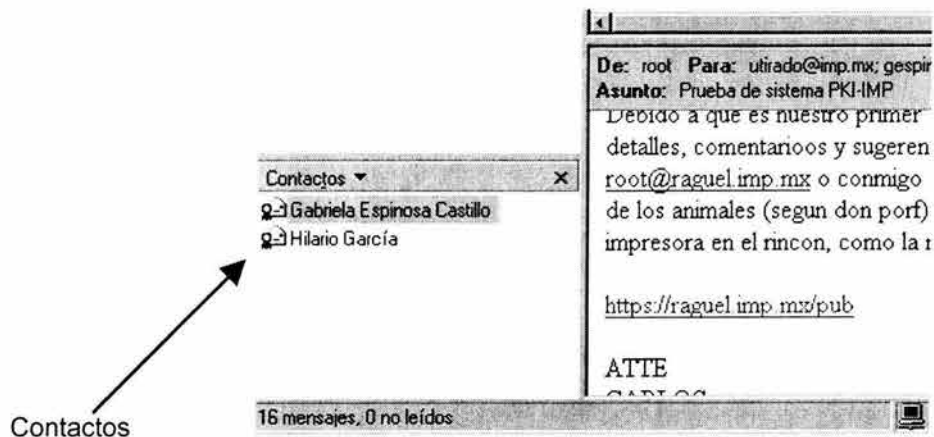 De: root Para: utirado@imp.mx; gespir
Asunto: Prueba de sistema PKI-IMP
Debido a que es nuestro primer
detalles, comentarioos y sugeren
root@raguel.imp.mx o conmigo
de los animales (segun don porf)
impresora en el rincon, como la
https://raguel.imp.mx/pub
ATTE
CARLOS
Contactos
Gabriela Espinosa Castillo
Hilario García
16 mensajes, 0 no leídos
Contactos